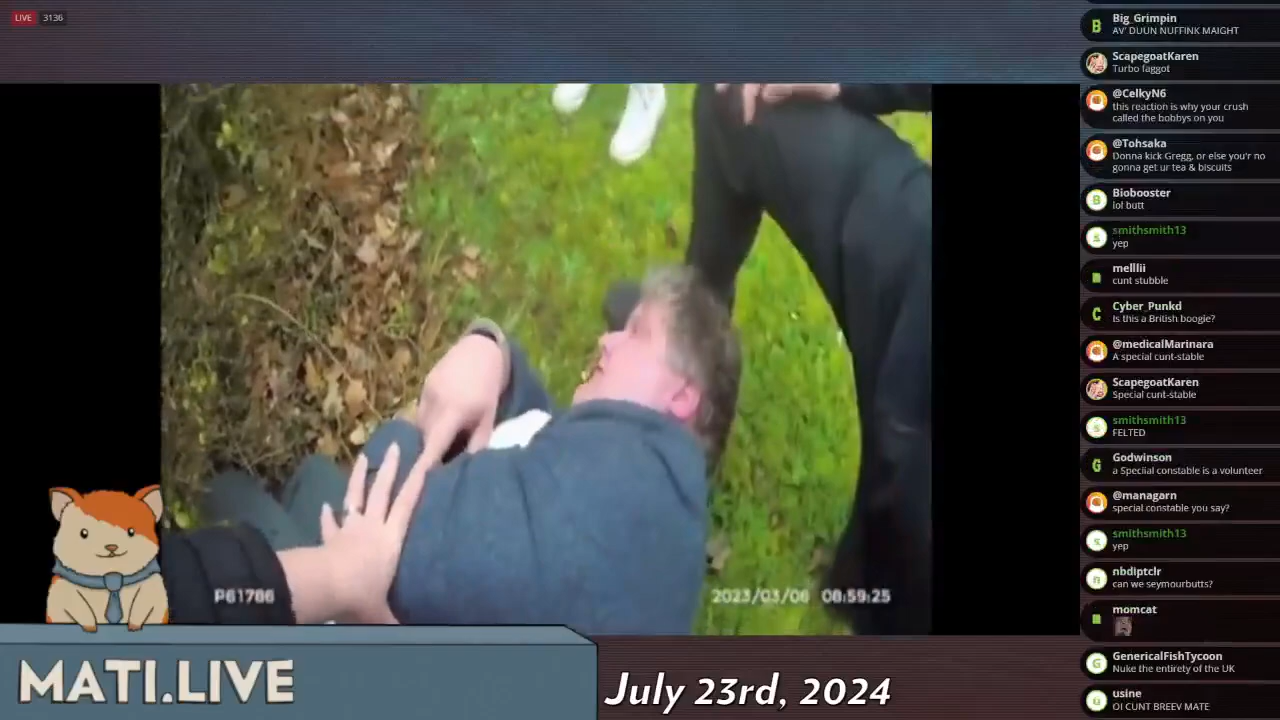 LIVE 3136
P61786
2023/03/06 08:59:25
MATI.LIVE
July 23rd, 2024
Big_Grimpin
AV' DUUN NUFFINK MAIGHT
ScapegoatKaren
Turbo faggot
@CelkyN6
this reaction is why your crush
called the bobbys on you
@Tohsaka
Donna kick Gregg, or else you'r no
gonna get ur tea & biscuits
Biobooster
lol butt
smithsmith13
yep
melllii
cunt stubble
Cyber_Punkd
Is this a British boogie?
@medicalMarinara
A special cunt-stable
ScapegoatKaren
Special cunt-stable
smithsmith13
FELTED
Godwinson
a Speciial constable is a volunteer
@managarn
special constable you say?
smithsmith13
yep
nbdiptclr
can we seymourbutts?
momcat
GenericalFishTycoon
Nuke the entirety of the UK
usine
OI CUNT BREEV MATE